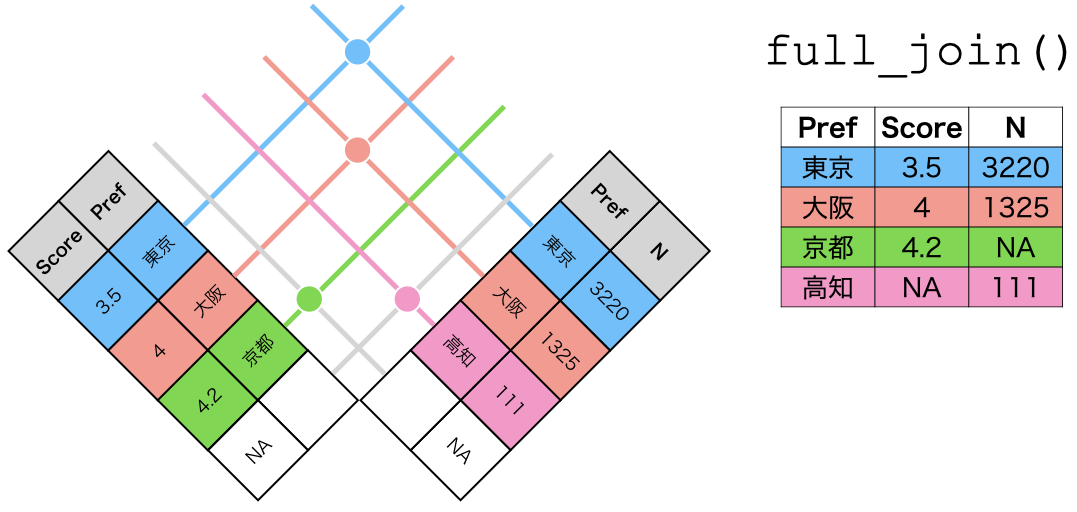 full_join()
Score Pref
3.5 東京
4 大阪
4.2 京都
NA
Pref N
東京 3220
大阪 1325
高知 111
NA
Pref Score N
東京 3.5 3220
大阪 4 1325
京都 4.2 NA
高知 NA 111